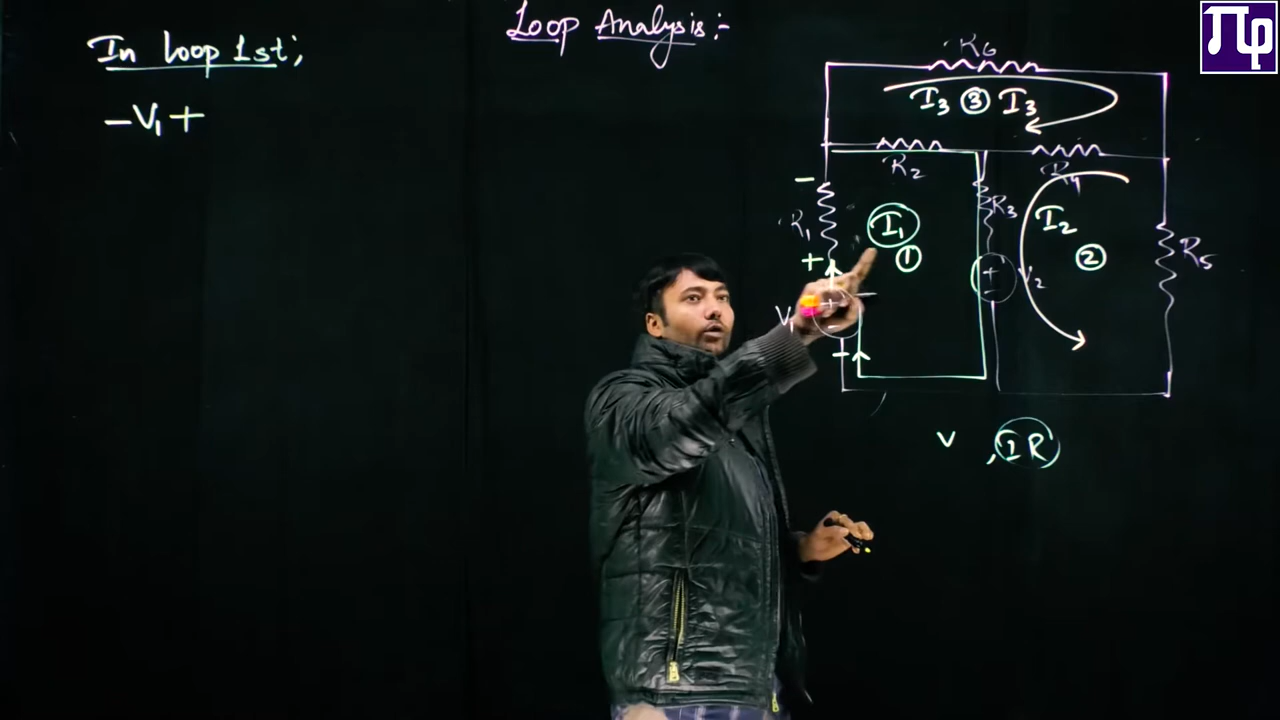 Loop Analysis:-
In loop 1st;
-V₁ +
R₆
I₃ ③ I₃
R₂
R₄
-
R₁
R₃
I₁
I₂
R₅
+
①
②
+
+
V₂
V₁
-
-
V , IR
πφ